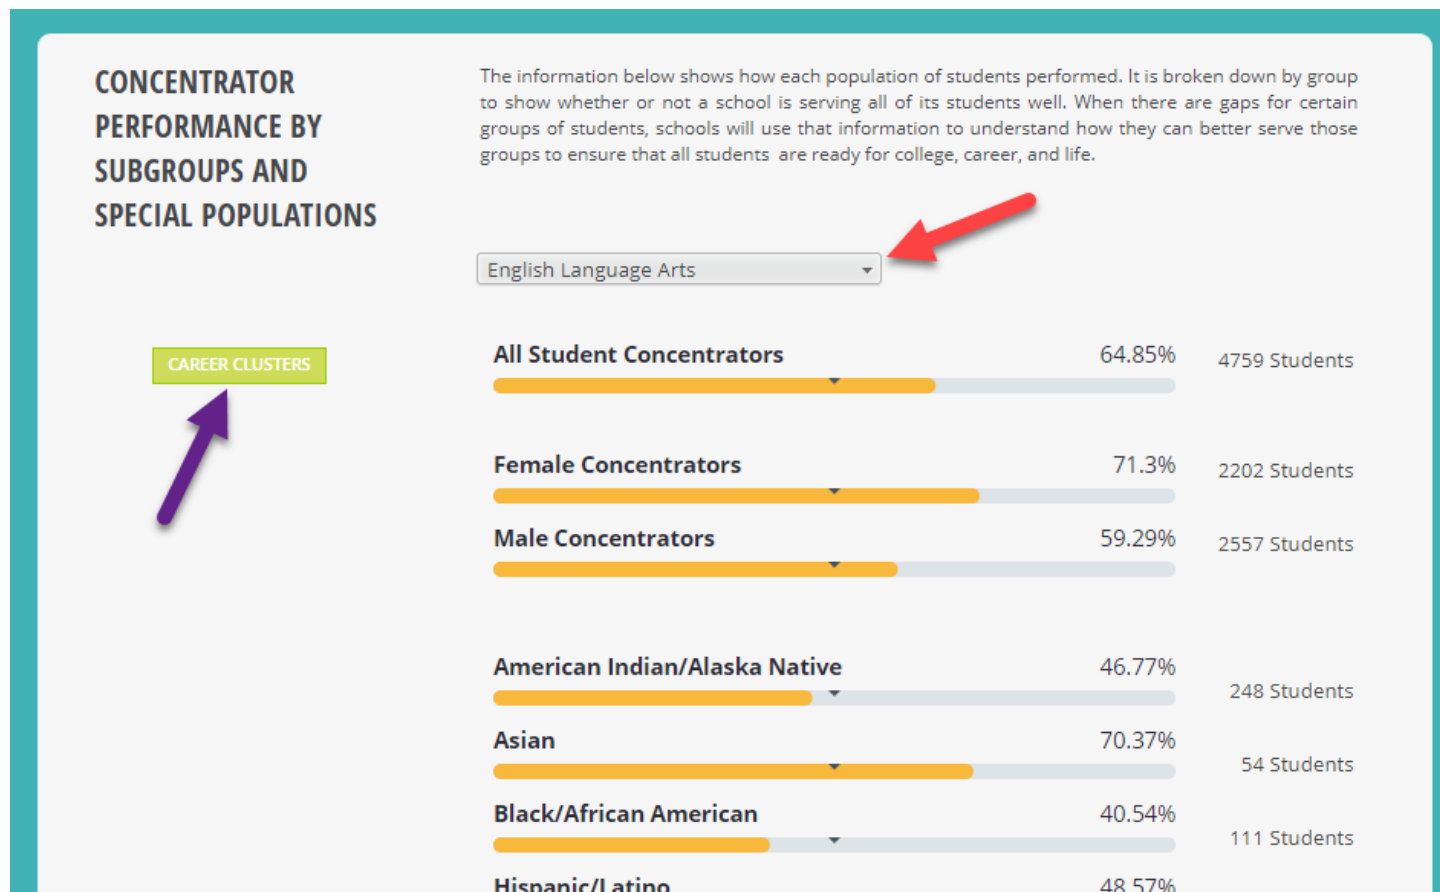 CONCENTRATOR
PERFORMANCE BY
SUBGROUPS AND
SPECIAL POPULATIONS
The information below shows how each population of students performed. It is broken down by group
to show whether or not a school is serving all of its students well. When there are gaps for certain
groups of students, schools will use that information to understand how they can better serve those
groups to ensure that all students are ready for college, career, and life.
English Language Arts
CAREER CLUSTERS
All Student Concentrators 64.85% 4759 Students
Female Concentrators 71.3% 2202 Students
Male Concentrators 59.29% 2557 Students
American Indian/Alaska Native 46.77% 248 Students
Asian 70.37% 54 Students
Black/African American 40.54% 111 Students
Hispanic/Latino 48.57%